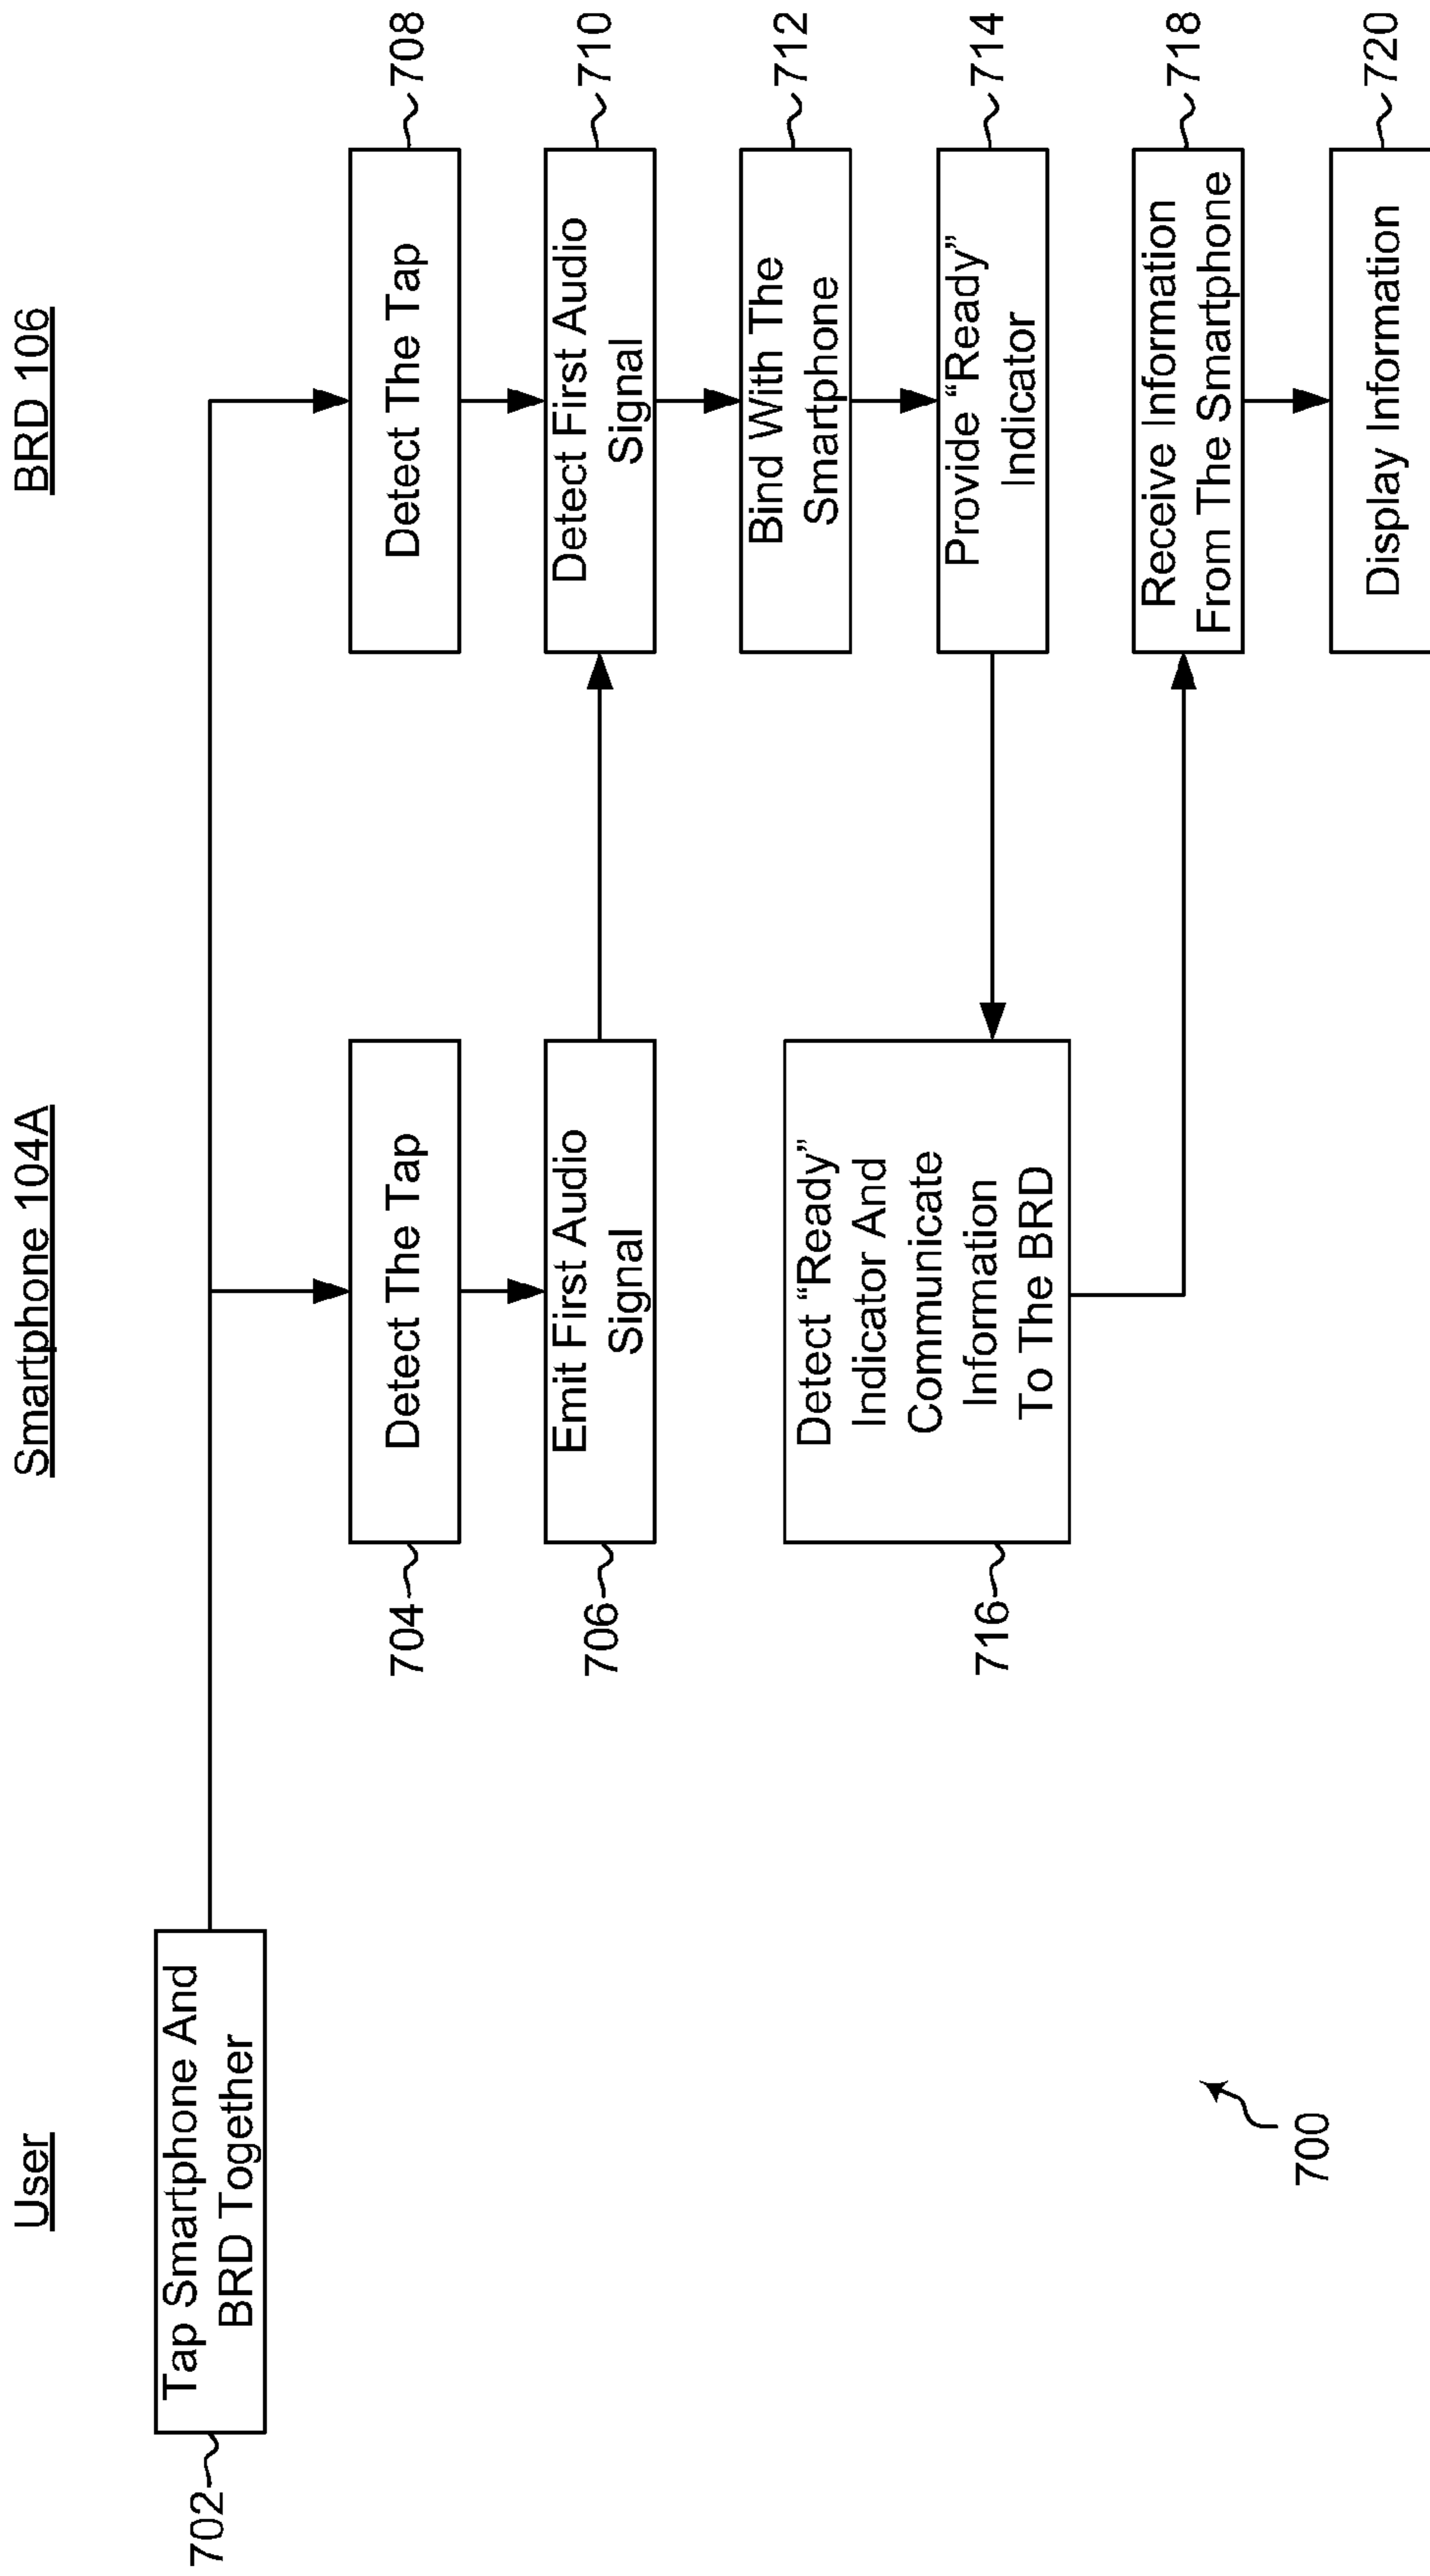 User
Smartphone 104A
BRD 106
702
Tap Smartphone And
BRD Together
704
Detect The Tap
Detect The Tap
708
706
Emit First Audio
Signal
Detect First Audio
Signal
710
Bind With The
Smartphone
712
716
Detect “Ready”
Indicator And
Communicate
Information
To The BRD
Provide “Ready”
Indicator
714
Receive Information
From The Smartphone
718
Display Information
720
700